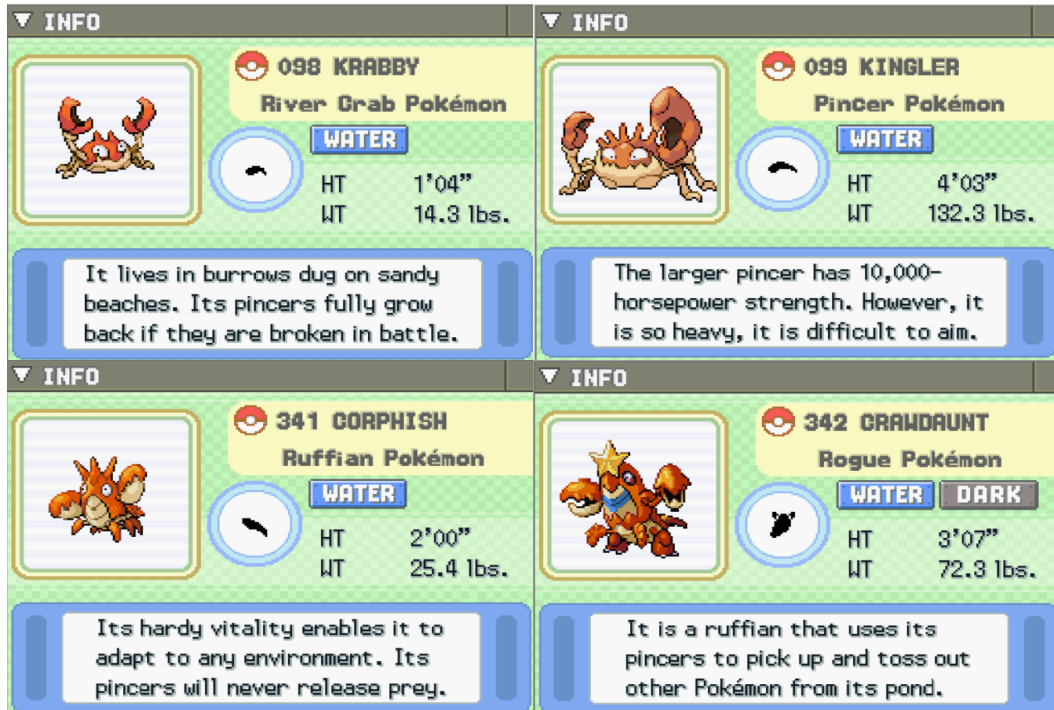 INFO
098 KRABBY
River Crab Pokémon
WATER
HT 1'04"
WT 14.3 lbs.
It lives in burrows dug on sandy
beaches. Its pincers fully grow
back if they are broken in battle.
INFO
099 KINGLER
Pincer Pokémon
WATER
HT 4'03"
WT 132.3 lbs.
The larger pincer has 10,000-
horsepower strength. However, it
is so heavy, it is difficult to aim.
INFO
341 CORPHISH
Ruffian Pokémon
WATER
HT 2'00"
WT 25.4 lbs.
Its hardy vitality enables it to
adapt to any environment. Its
pincers will never release prey.
INFO
342 CRAWDAUNT
Rogue Pokémon
WATER DARK
HT 3'07"
WT 72.3 lbs.
It is a ruffian that uses its
pincers to pick up and toss out
other Pokémon from its pond.